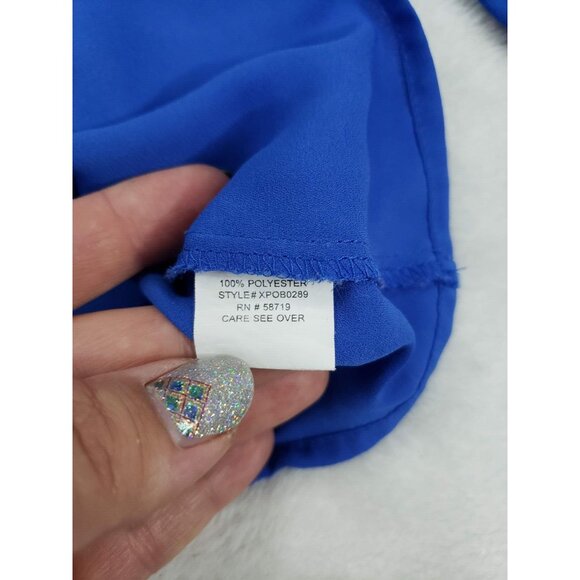 100% POLYESTER
STYLE# XPOB0289
RN # 58719
CARE SEE OVER